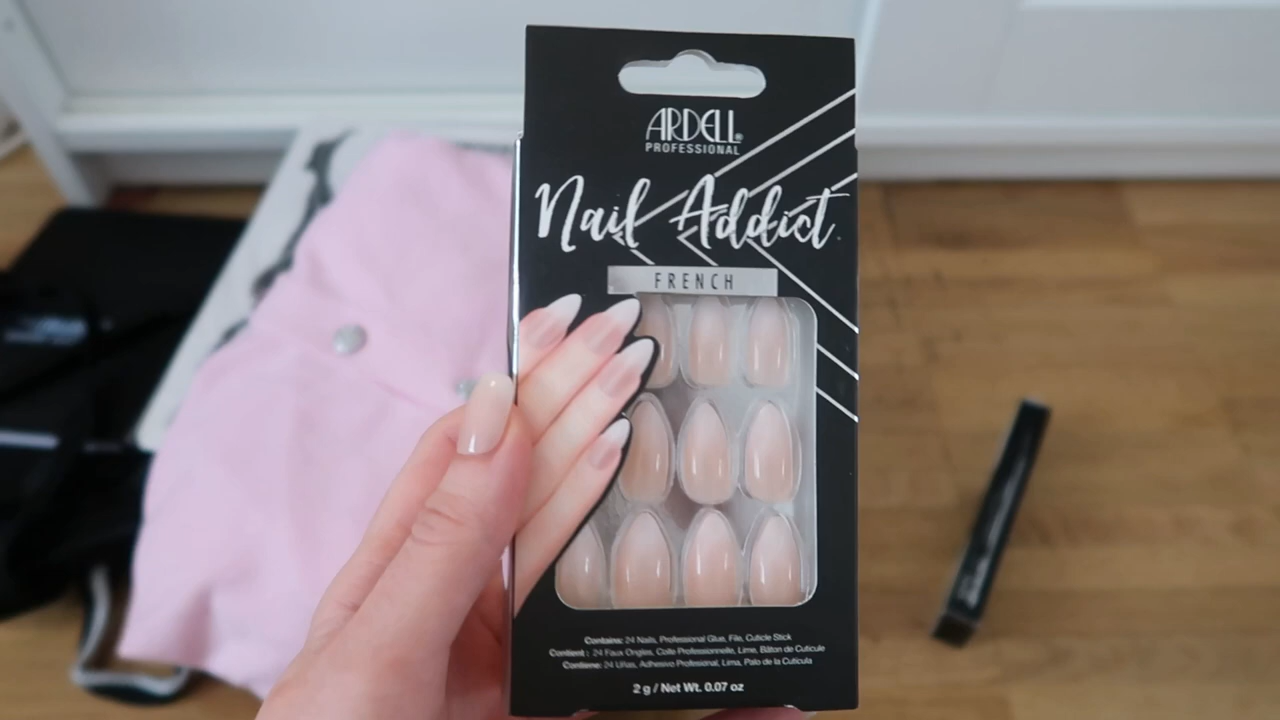 ARDELL®
PROFESSIONAL
Nail Addict
FRENCH
Contains: 24 Nails, Professional Glue, File, Cuticle Stick
Contient : 24 Faux Ongles, Colle Professionnelle, Lime, Bâton de Cuticule
Contiene: 24 Uñas, Adhesivo Profesional, Lima, Palo de la Cutícula
2 g / Net Wt. 0.07 oz